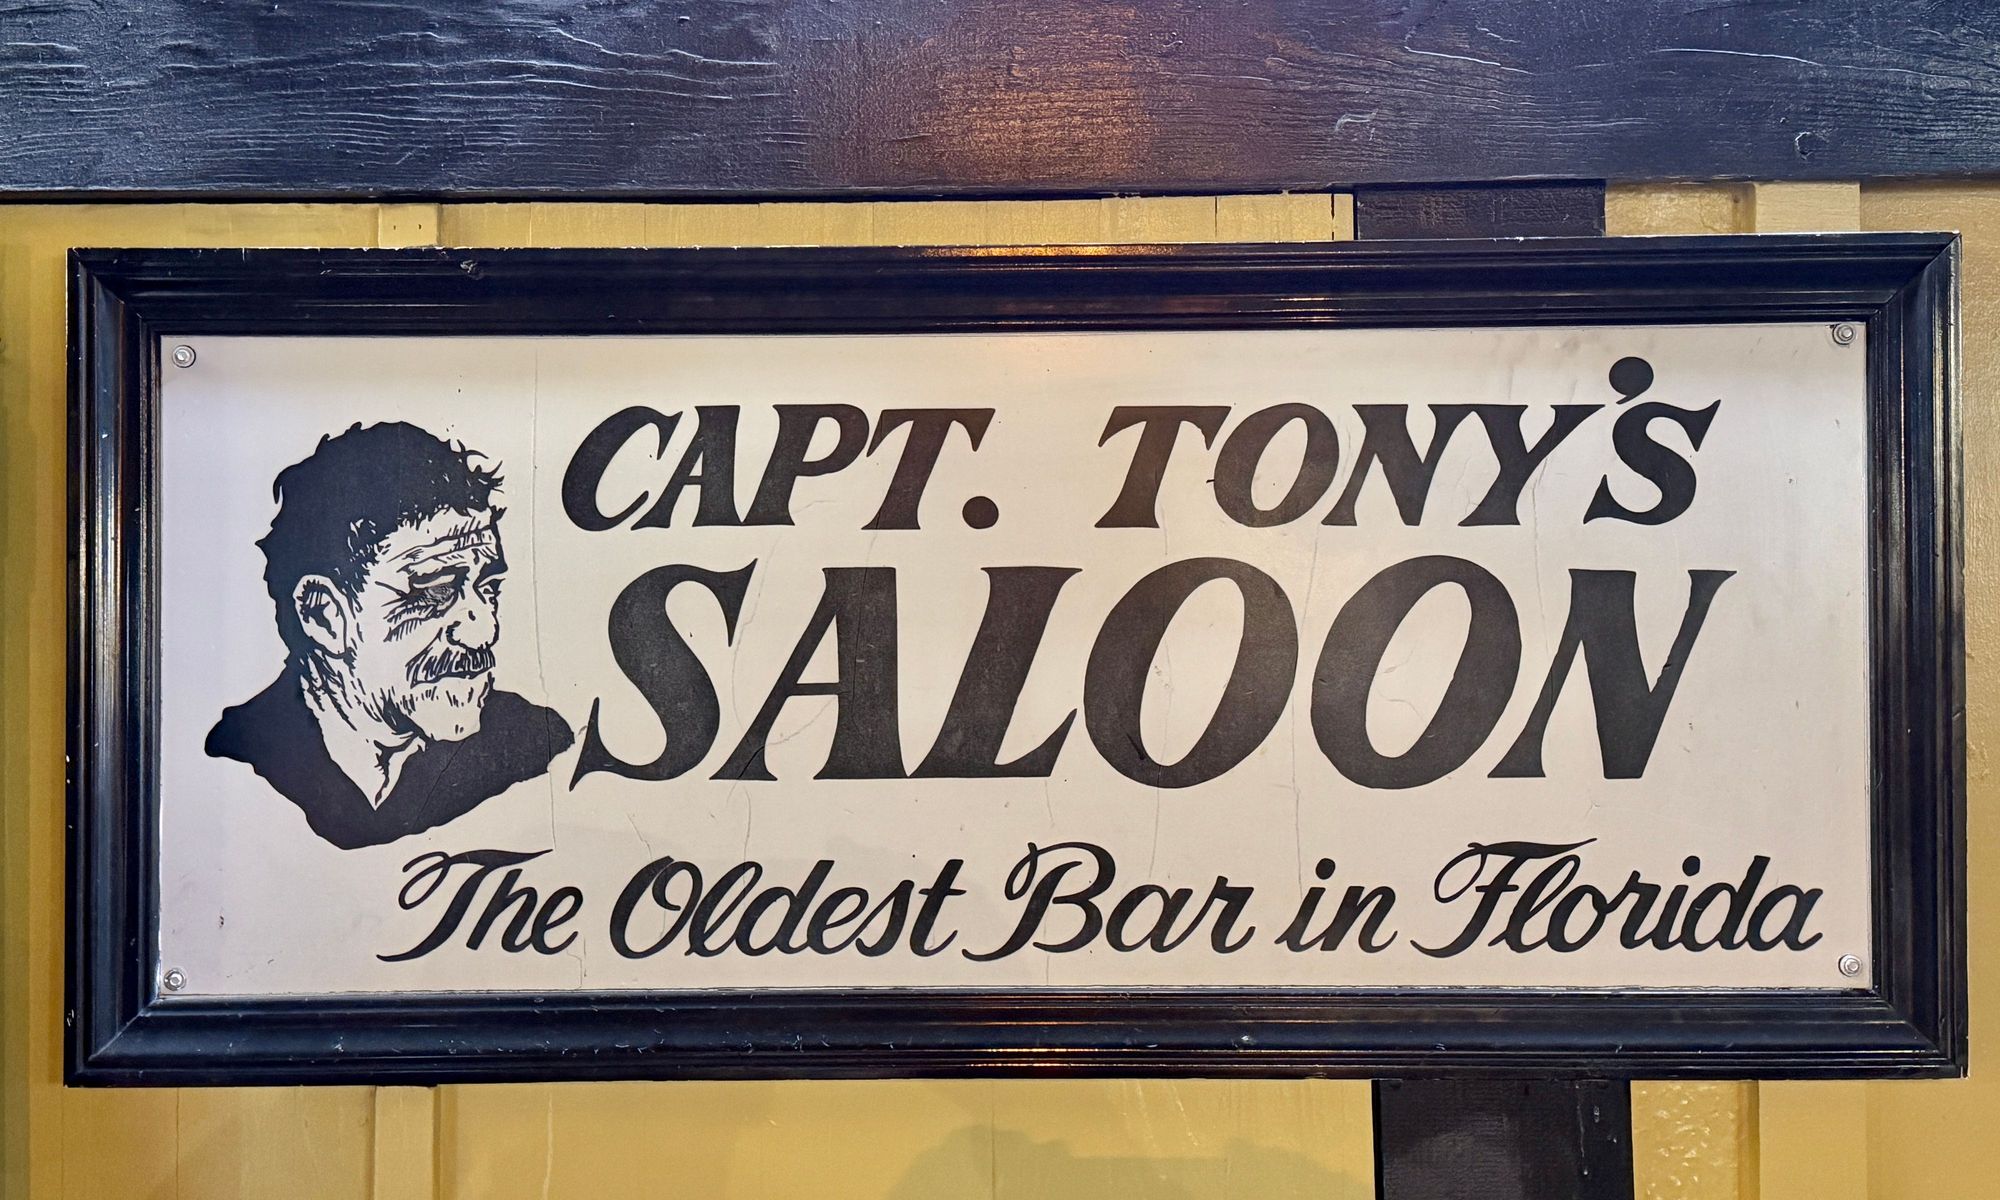 CAPT. TONY'S
SALOON
The Oldest Bar in Florida